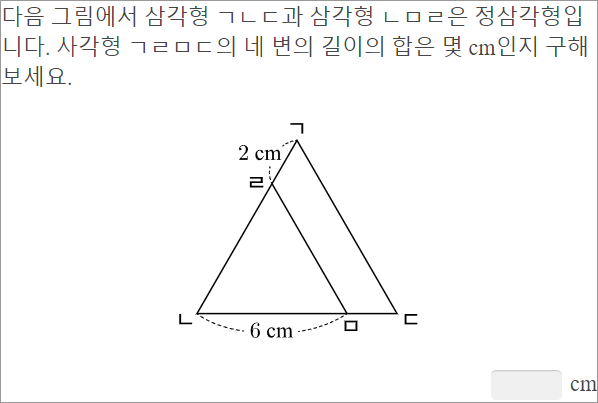 다음 그림에서 삼각형 ㄱㄴㄷ과 삼각형 ㄴㅁㄹ은 정삼각형입
니다. 사각형 ㄱㄹㅁㄷ의 네 변의 길이의 합은 몇 cm인지 구해
보세요.
ㄱ
2 cm
ㄹ
ㄴ
6 cm
ㅁ
ㄷ
cm